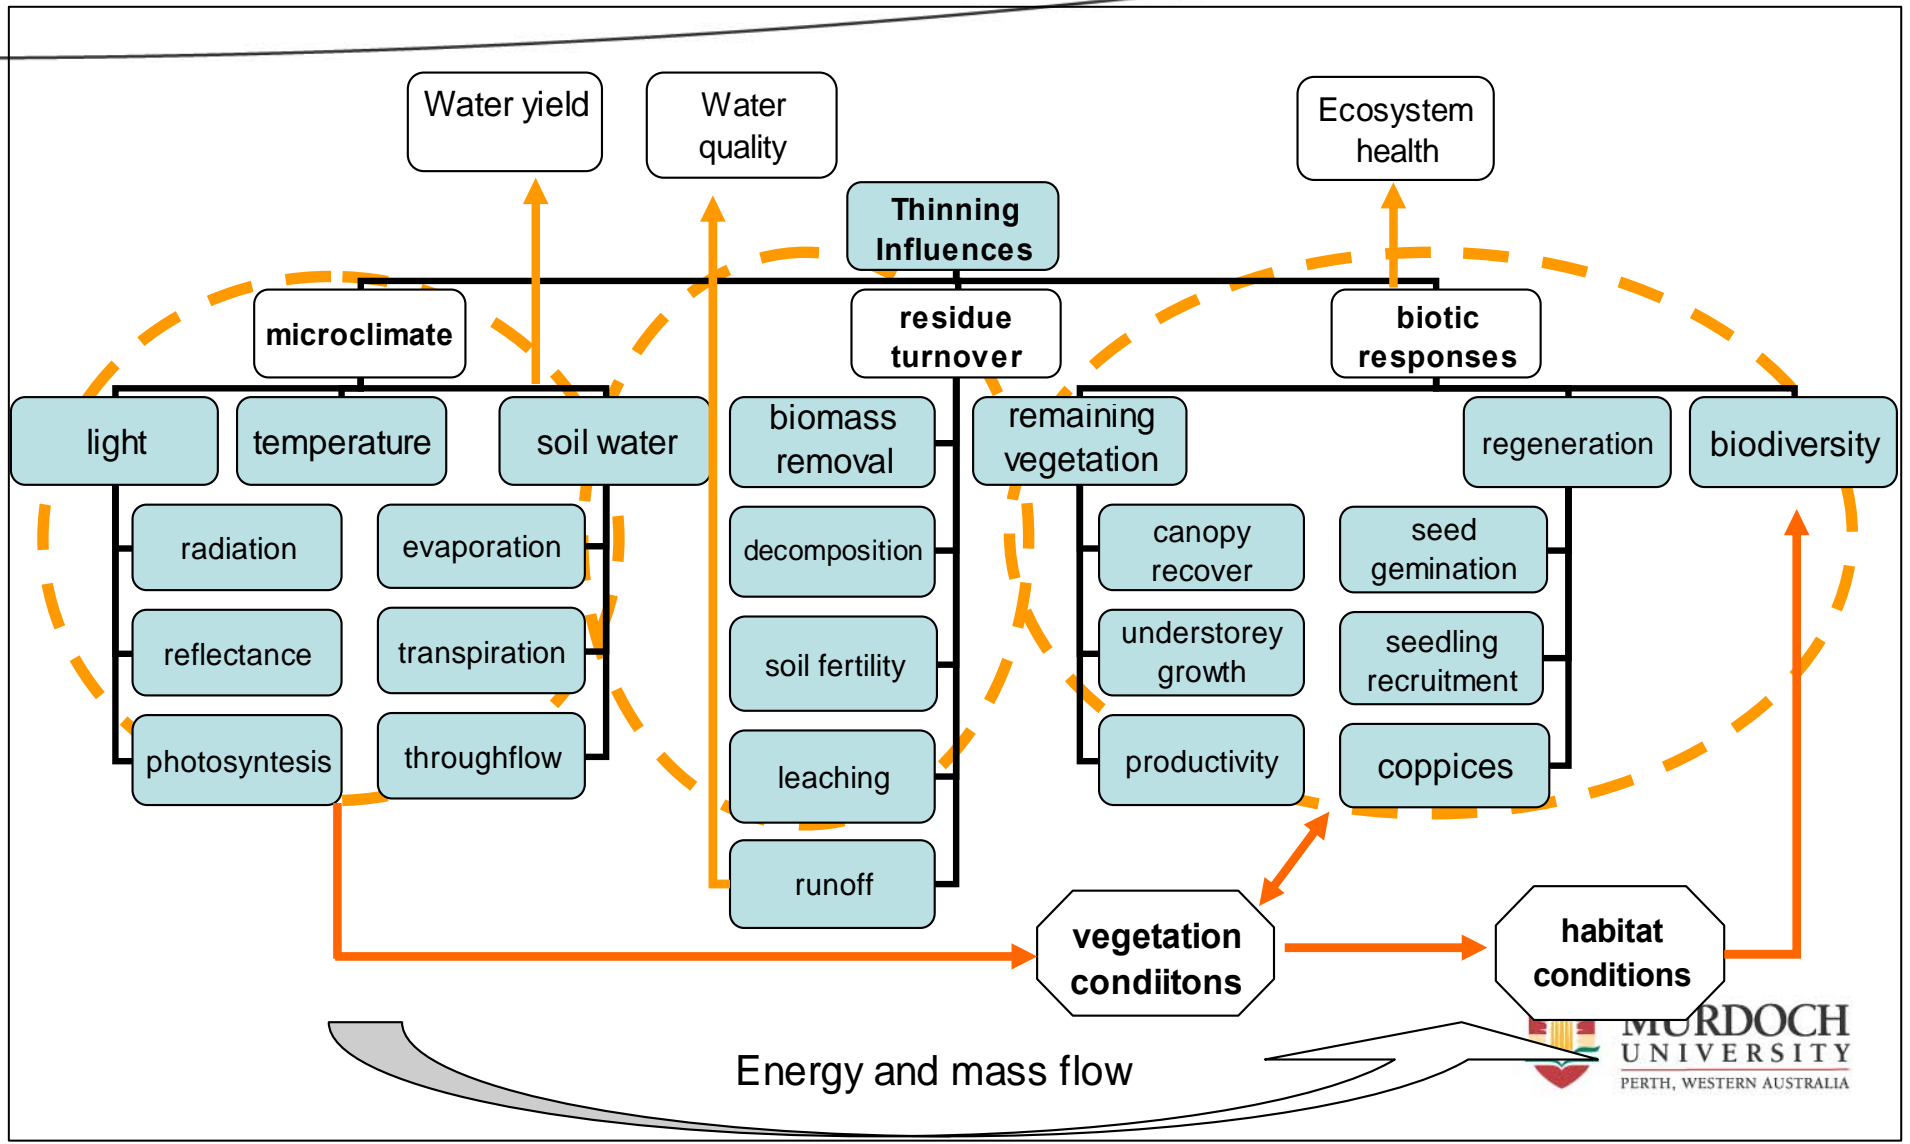 Water yield
Water
quality
Ecosystem
health
Thinning
Influences
microclimate
residue
turnover
biotic
responses
light
temperature
soil water
biomass
removal
remaining
vegetation
regeneration
biodiversity
radiation
evaporation
decomposition
canopy
recover
seed
gemination
reflectance
transpiration
soil fertility
understorey
growth
seedling
recruitment
photosyntesis
throughflow
leaching
productivity
coppices
runoff
vegetation
condiitons
habitat
conditions
Energy and mass flow
MURDOCH
UNIVERSITY
PERTH, WESTERN AUSTRALIA